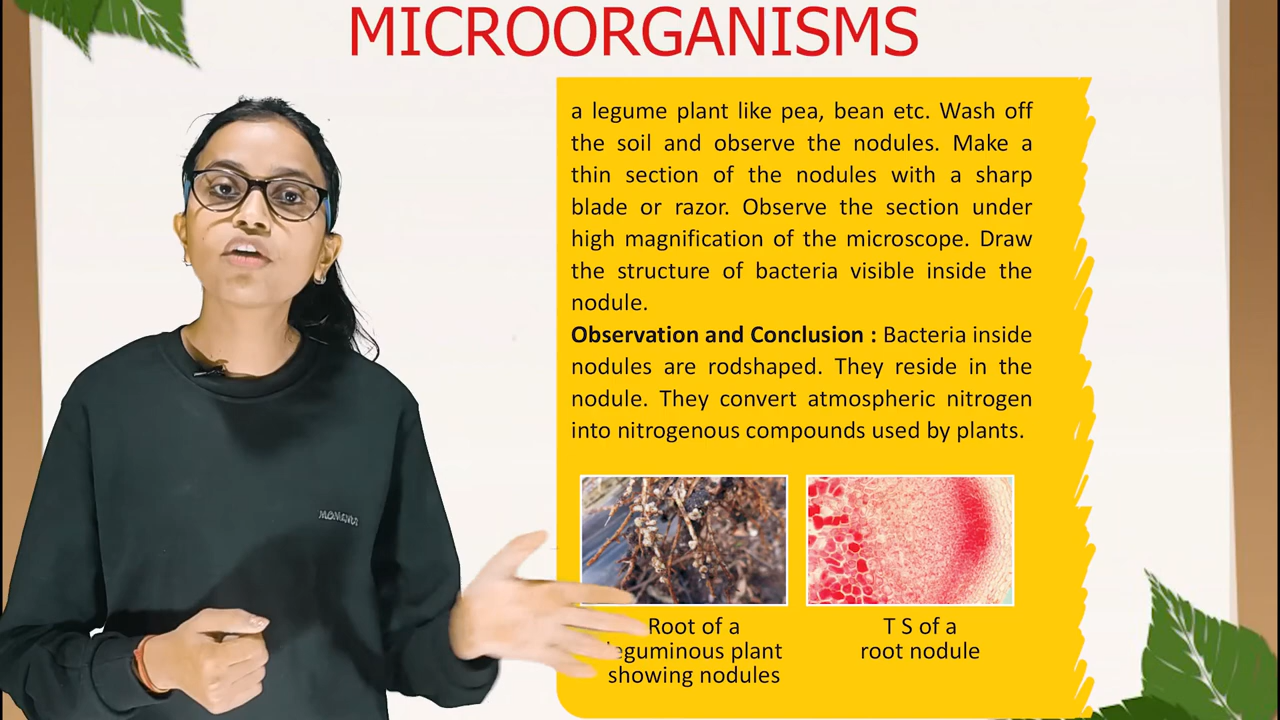 MICROORGANISMS
a legume plant like pea, bean etc. Wash off
the soil and observe the nodules. Make a
thin section of the nodules with a sharp
blade or razor. Observe the section under
high magnification of the microscope. Draw
the structure of bacteria visible inside the
nodule.
Observation and Conclusion : Bacteria inside
nodules are rodshaped. They reside in the
nodule. They convert atmospheric nitrogen
into nitrogenous compounds used by plants.
Root of a
plant
showing nodules
T S of a
root nodule